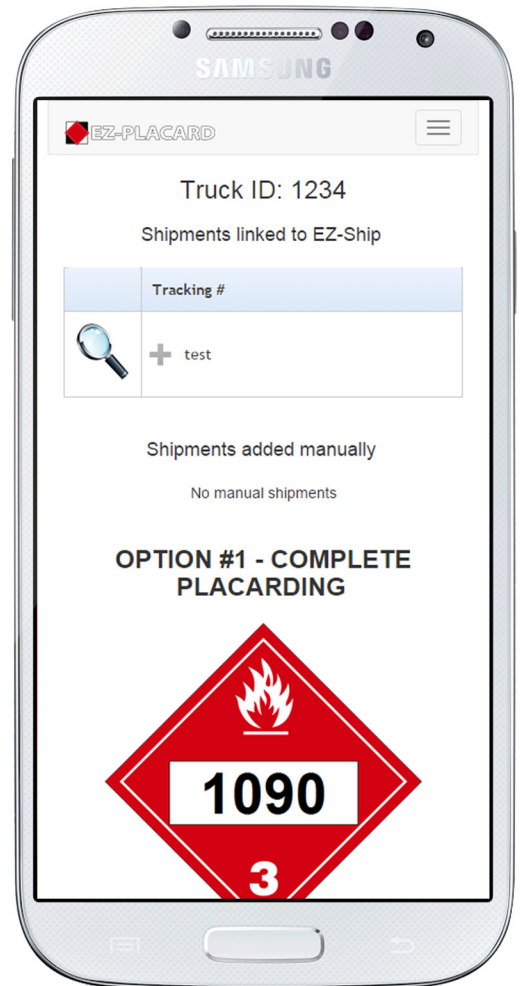 SAMSUNG
EZ-PLACARD
Truck ID: 1234
Shipments linked to EZ-Ship
Tracking #
test
Shipments added manually
No manual shipments
OPTION #1 - COMPLETE
PLACARDING
1090
3